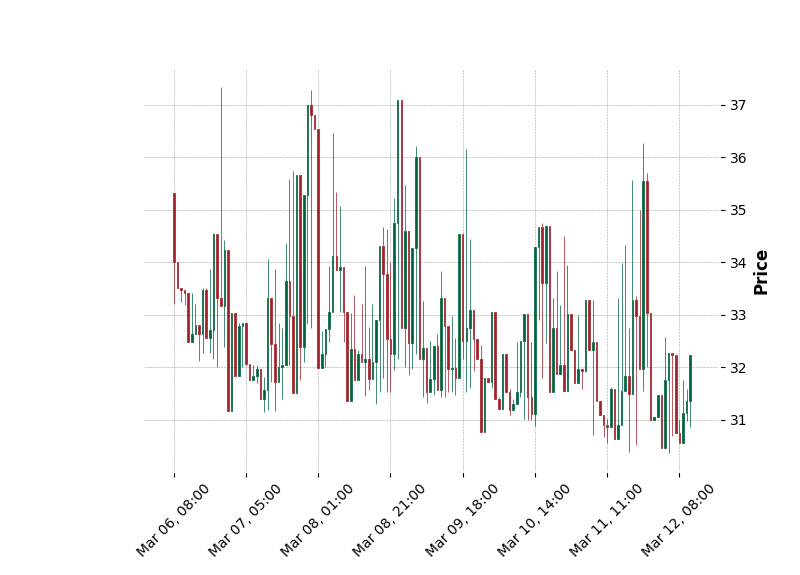 37
36
35
34
33
32
31
Price
Mar 06, 08:00
Mar 07, 05:00
Mar 08, 01:00
Mar 08, 21:00
Mar 09, 18:00
Mar 10, 14:00
Mar 11, 11:00
Mar 12, 08:00